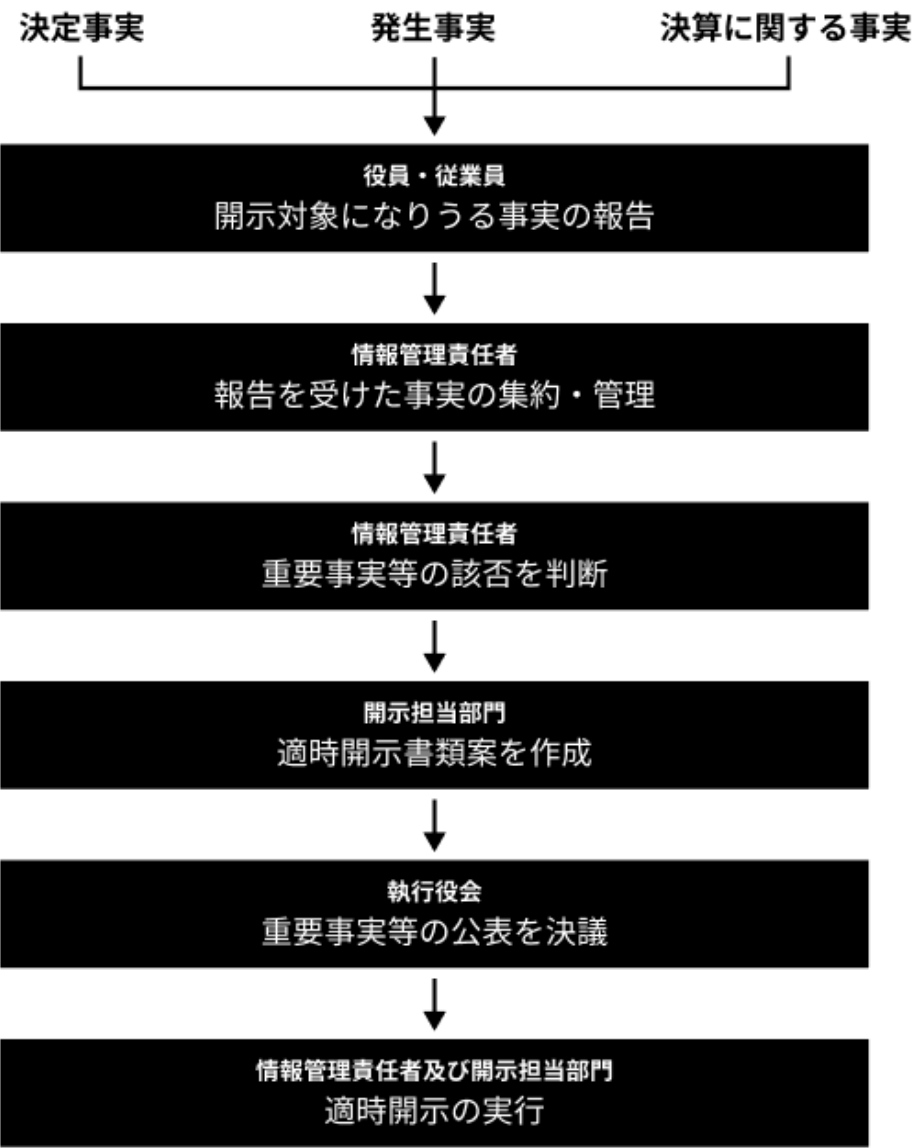 決定事実
発生事実
決算に関する事実
役員・従業員
開示対象になりうる事実の報告
情報管理責任者
報告を受けた事実の集約・管理
情報管理責任者
重要事実等の該否を判断
開示担当部門
適時開示書類案を作成
執行役会
重要事実等の公表を決議
情報管理責任者及び開示担当部門
適時開示の実行